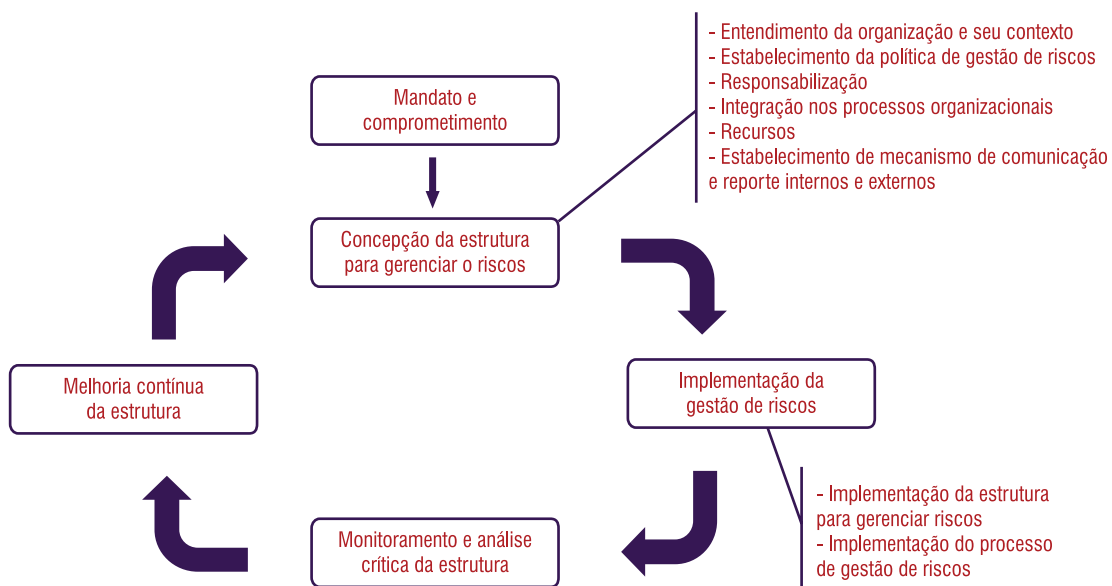 Mandato e
comprometimento
- Entendimento da organização e seu contexto
- Estabelecimento da política de gestão de riscos
- Responsabilização
- Integração nos processos organizacionais
- Recursos
- Estabelecimento de mecanismo de comunicação
e reporte internos e externos
Concepção da estrutura
para gerenciar o riscos
Implementação da
gestão de riscos
- Implementação da estrutura
para gerenciar riscos
- Implementação do processo
de gestão de riscos
Monitoramento e análise
crítica da estrutura
Melhoria contínua
da estrutura